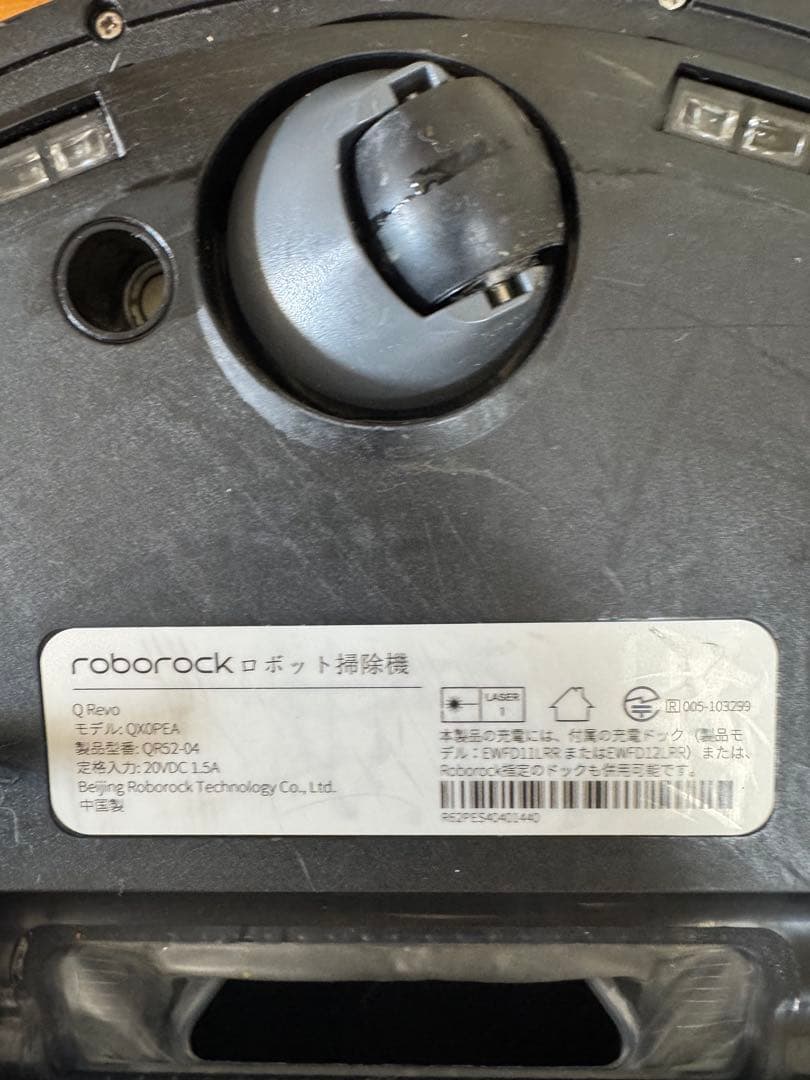 roborock ロボット掃除機
Q Revo
モデル: QX0PEA
製品型番: QR52-04
定格入力: 20VDC 1.5A
Beijing Roborock Technology Co., Ltd.
中国製
LASER
1
R 005-103299
本製品の充電には、付属の充電ドック（製品モ
デル：EWFD11LRR またはEWFD12LRR）または、
Roborock指定のドックも併用可能です。
R62PES40401440